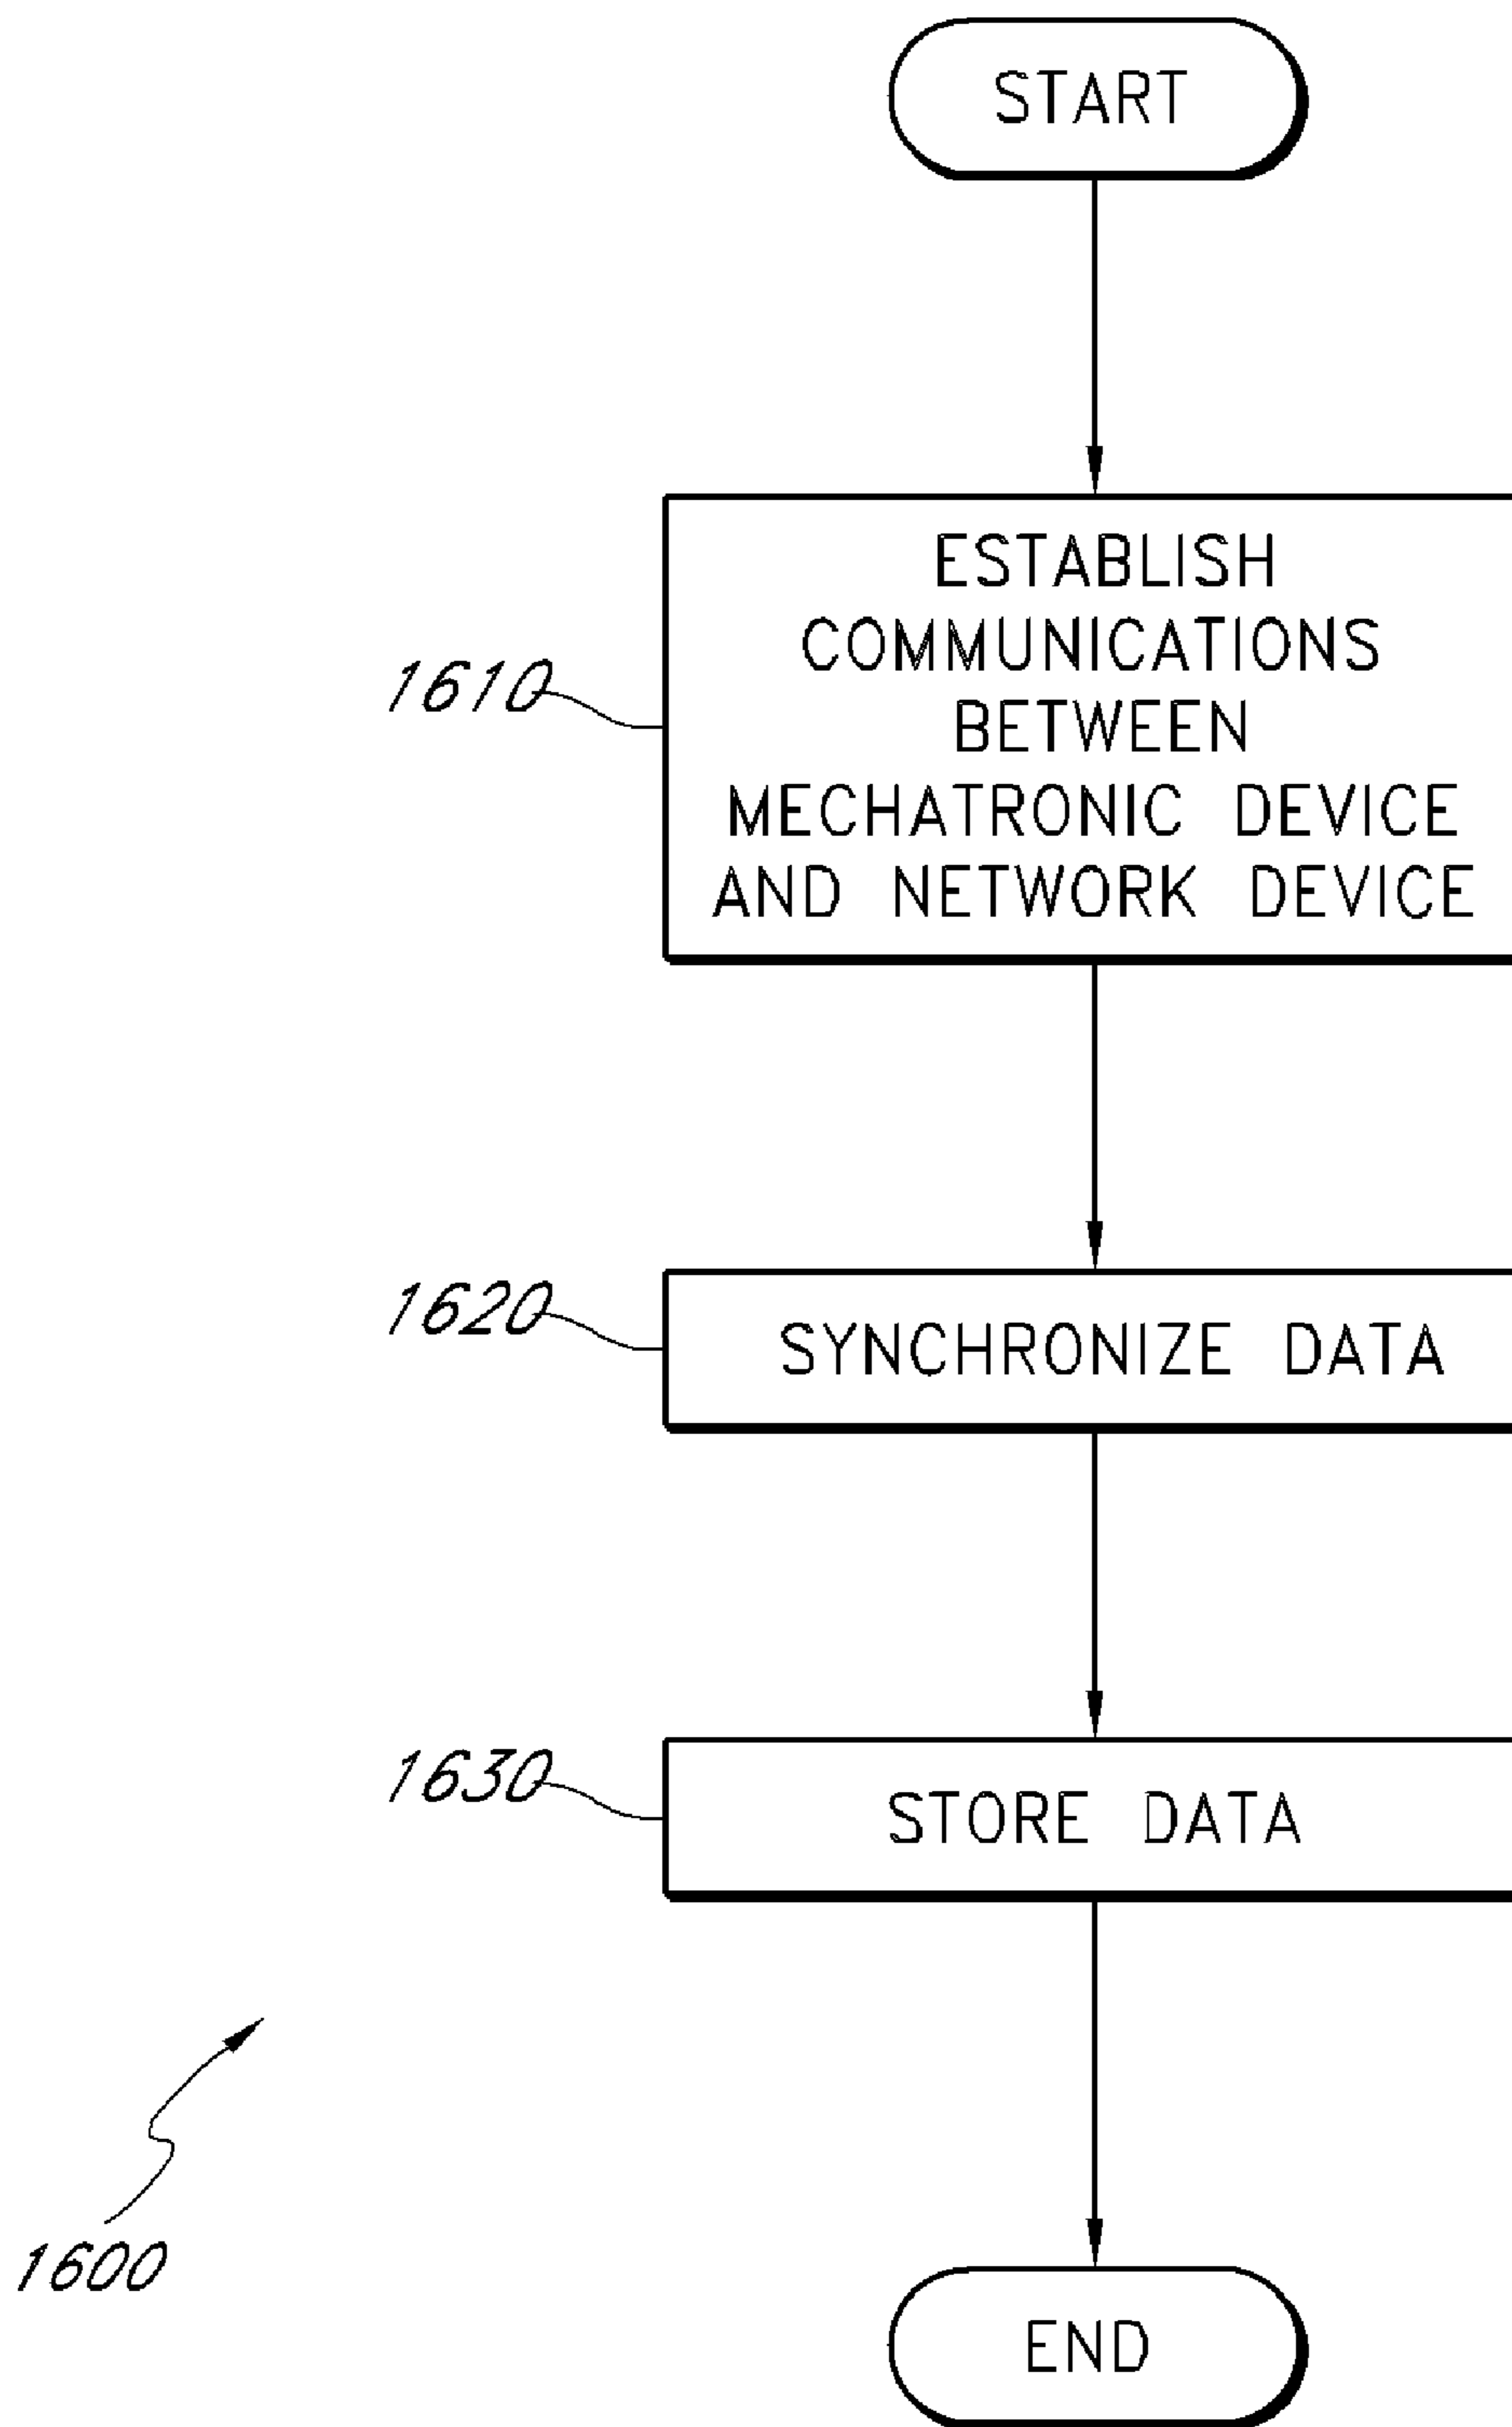 START
1610
ESTABLISH
COMMUNICATIONS
BETWEEN
MECHATRONIC DEVICE
AND NETWORK DEVICE
1620
SYNCHRONIZE DATA
1630
STORE DATA
1600
END